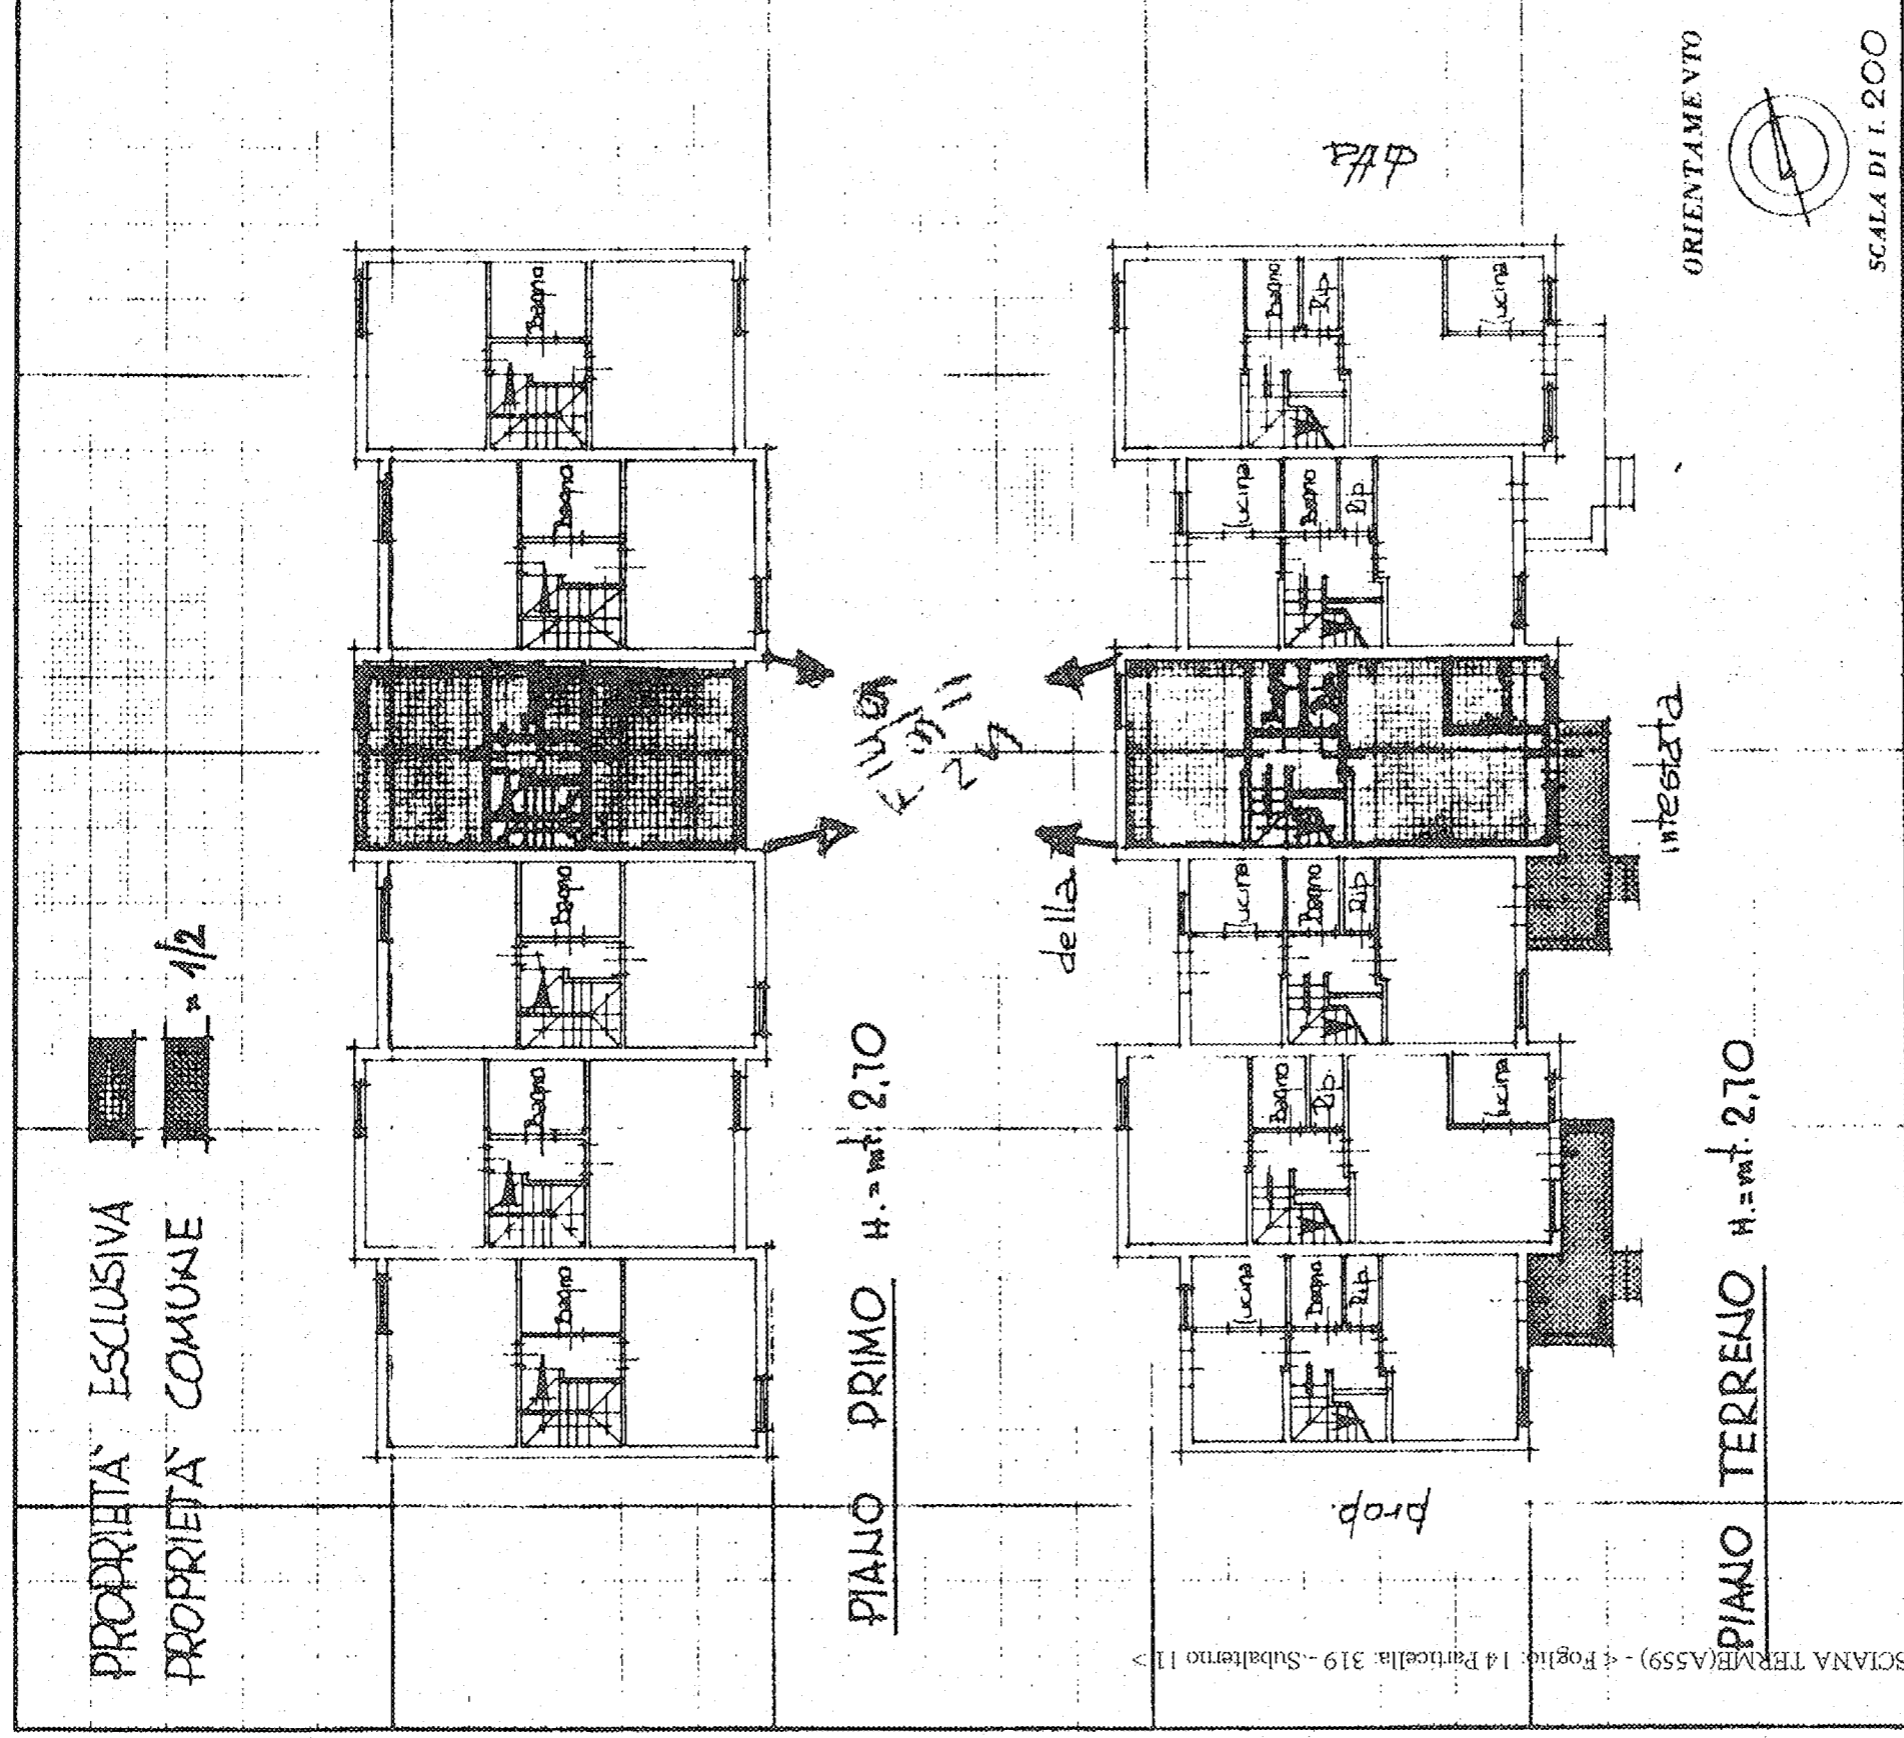 PROPRIETÀ ESCLUSIVA
PROPRIETÀ COMUNE = 1/2
Bagno
Bagno
Bagno
Bagno
Bagno
PIANO PRIMO H.=mt. 2,70
della
ditta
prop.
intestata
Cucina Bagno Rip.
Bagno Rip. Cucina
Cucina Bagno Rip
Cucina Bagno Rip
Bagno Rip Cucina
PIANO TERRENO H.=mt. 2,70
ORIENTAMENTO
SCALA DI 1. 200
SCIANA TERME(A559) - < Foglio: 14 Particella: 319 - Subalterno 11 >